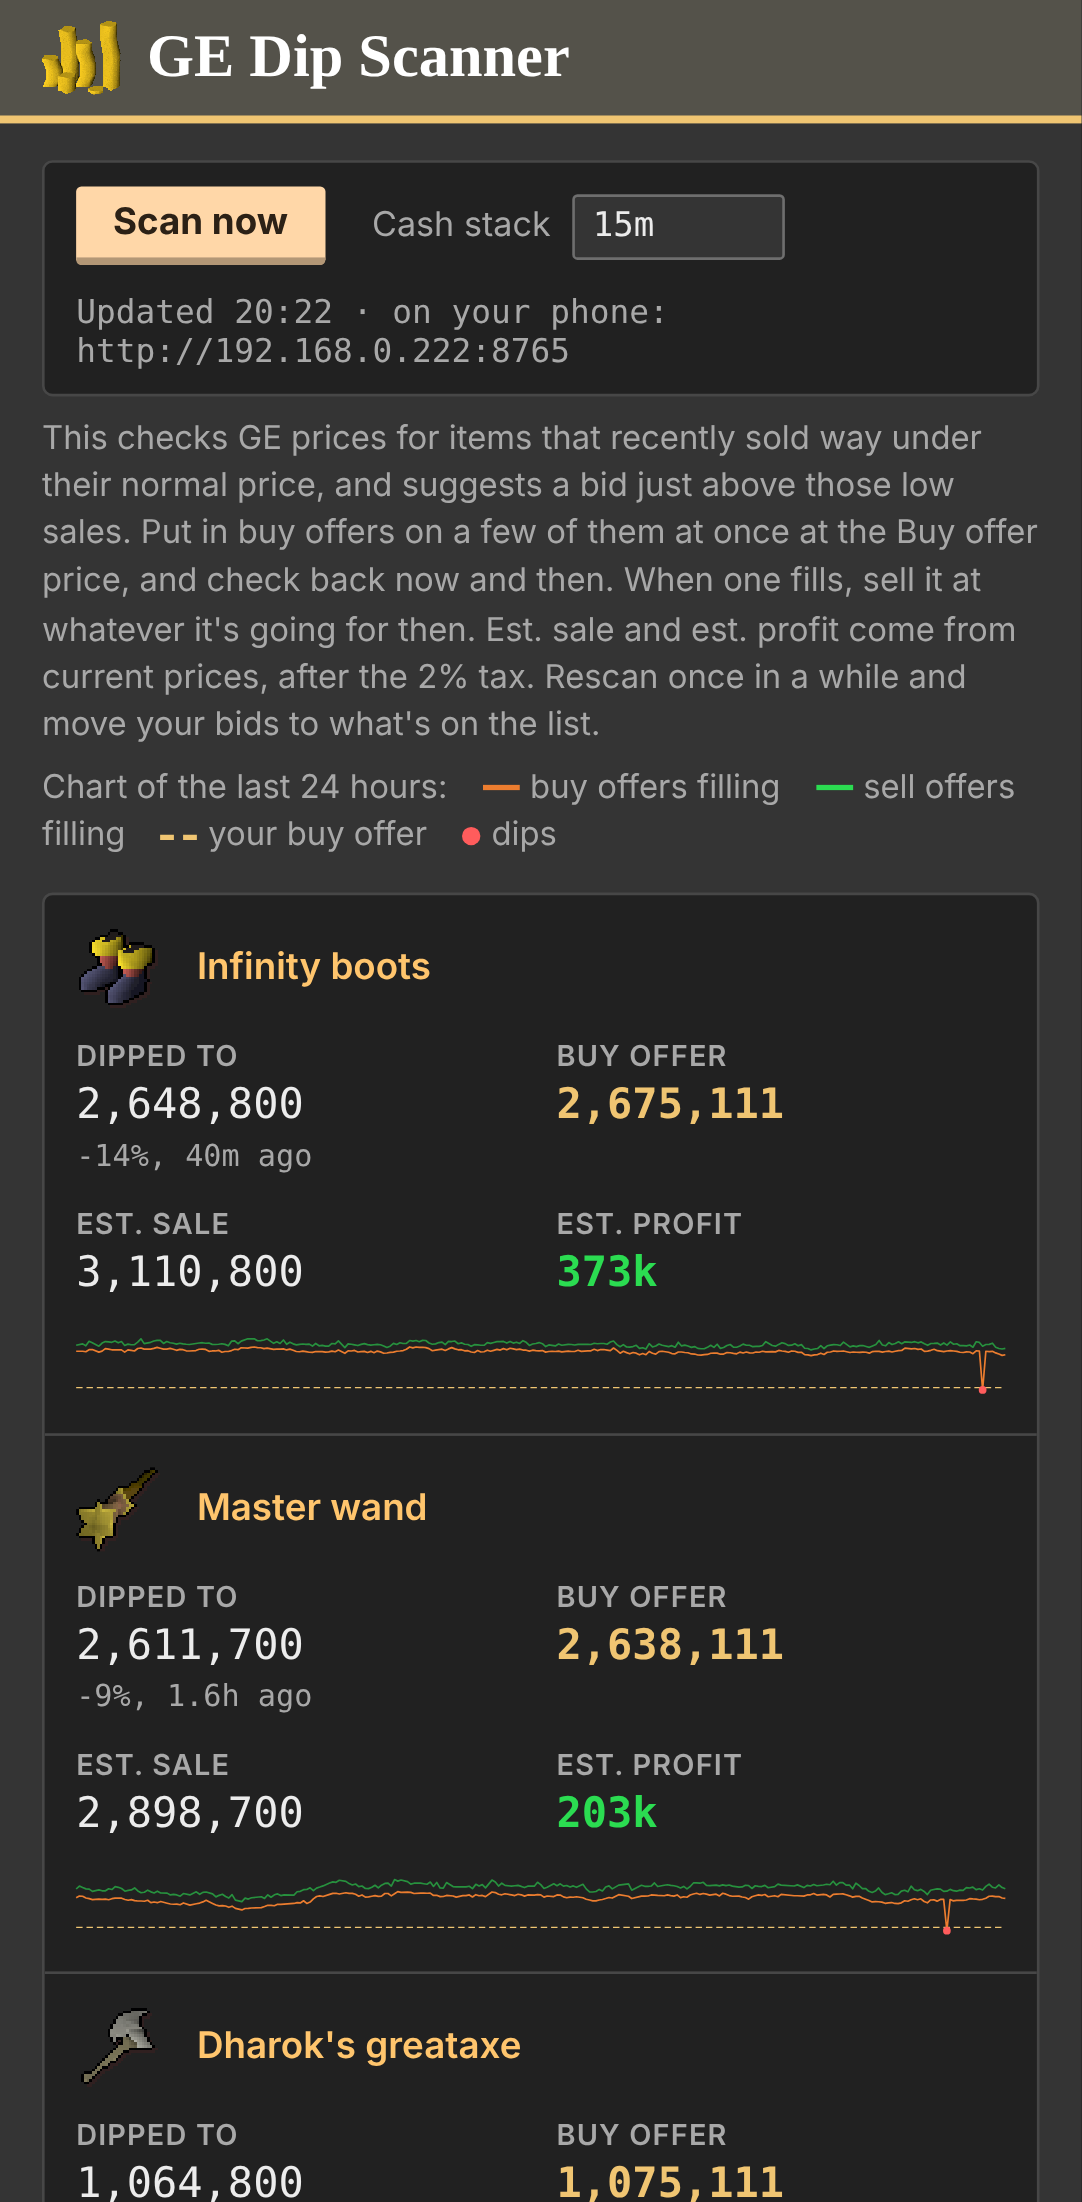 GE Dip Scanner
Scan now Cash stack 15m
Updated 20:22 · on your phone:
http://192.168.0.222:8765
This checks GE prices for items that recently sold way under
their normal price, and suggests a bid just above those low
sales. Put in buy offers on a few of them at once at the Buy offer
price, and check back now and then. When one fills, sell it at
whatever it's going for then. Est. sale and est. profit come from
current prices, after the 2% tax. Rescan once in a while and
move your bids to what's on the list.
Chart of the last 24 hours: buy offers filling sell offers
filling your buy offer dips
Infinity boots
DIPPED TO BUY OFFER
2,648,800 2,675,111
-14%, 40m ago
EST. SALE EST. PROFIT
3,110,800 373k
Master wand
DIPPED TO BUY OFFER
2,611,700 2,638,111
-9%, 1.6h ago
EST. SALE EST. PROFIT
2,898,700 203k
Dharok's greataxe
DIPPED TO BUY OFFER
1,064,800 1,075,111